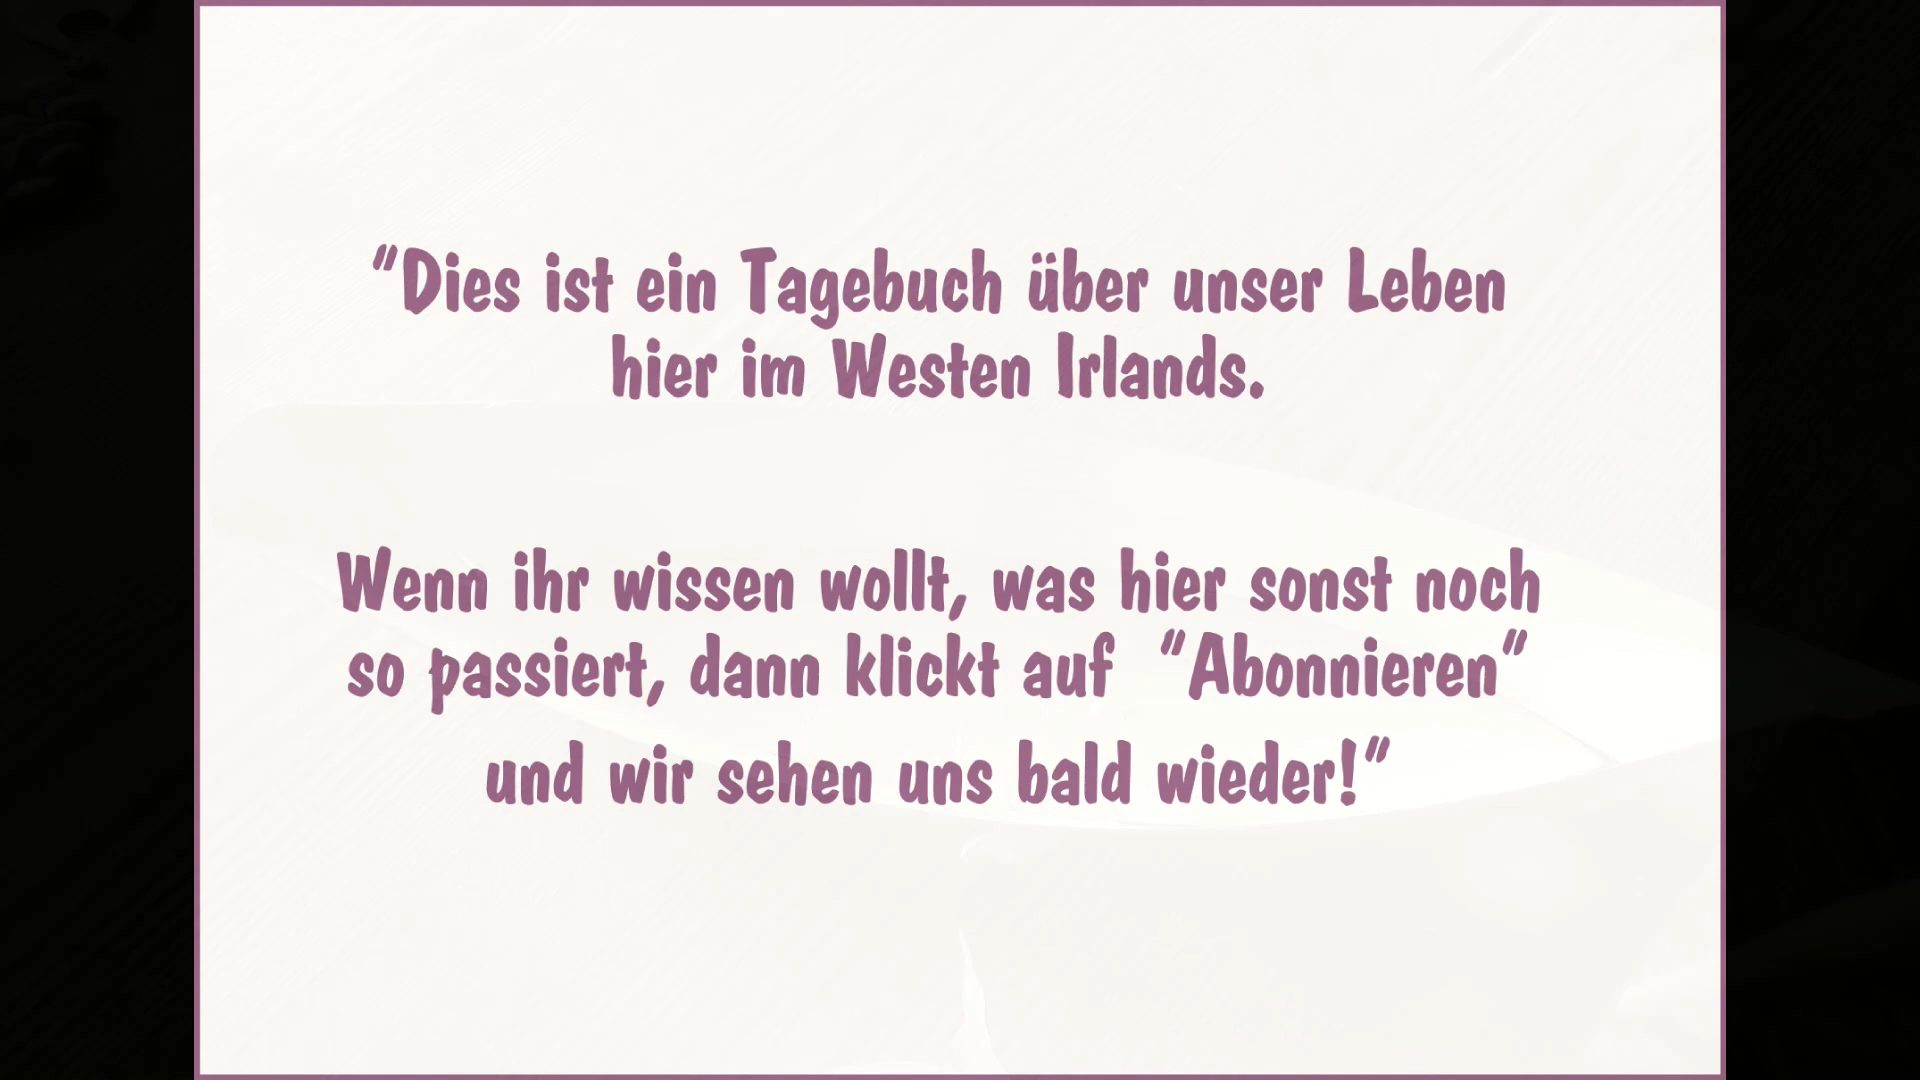 "Dies ist ein Tagebuch über unser Leben
hier im Westen Irlands.
Wenn ihr wissen wollt, was hier sonst noch
so passiert, dann klickt auf "Abonnieren"
und wir sehen uns bald wieder!"